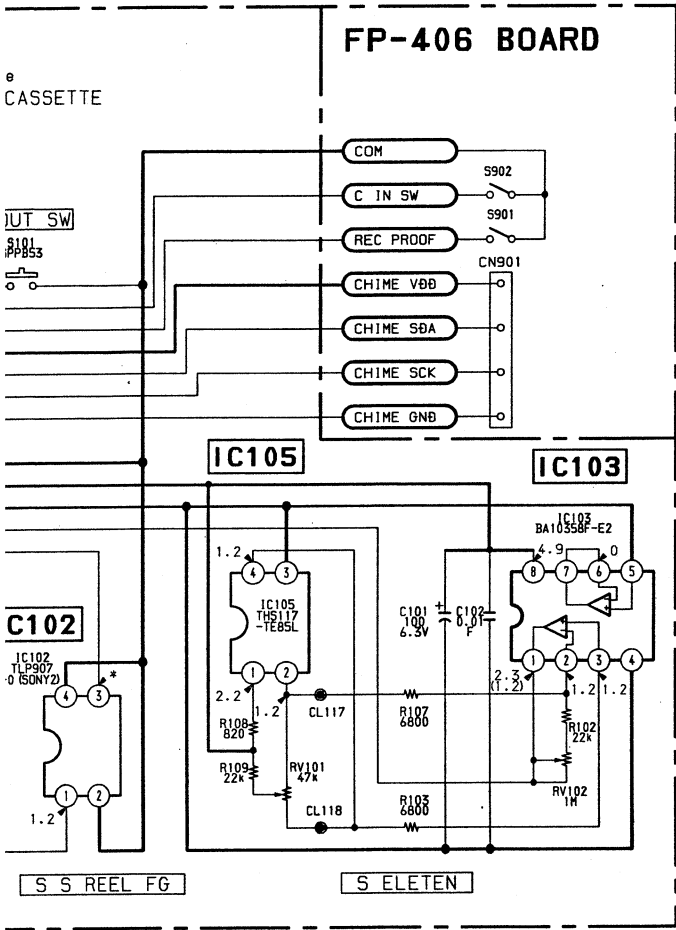 FP-406 BOARD
e
CASSETTE
COM
S902
C IN SW
S901
OUT SW
S101
REC PROOF
CN901
CHIME VDD
CHIME SDA
CHIME SCK
CHIME GND
IC105
IC103
IC103
BA10358F-E2
1.2
4.9
0
4
3
8
7
6
5
IC105
THS117
-TE85L
C101
100
6.3V
C102
0.01
F
IC102
IC102
TLP907
-0 (SONY2)
*
4
3
1
2
1
2
3
4
2.2
1.2
2.3
(1.2)
1.2
1.2
CL117
R107
6800
R108
820
R102
22k
R109
22k
RV101
47k
RV102
1M
1
2
1.2
CL118
R103
6800
S S REEL FG
S ELETEN